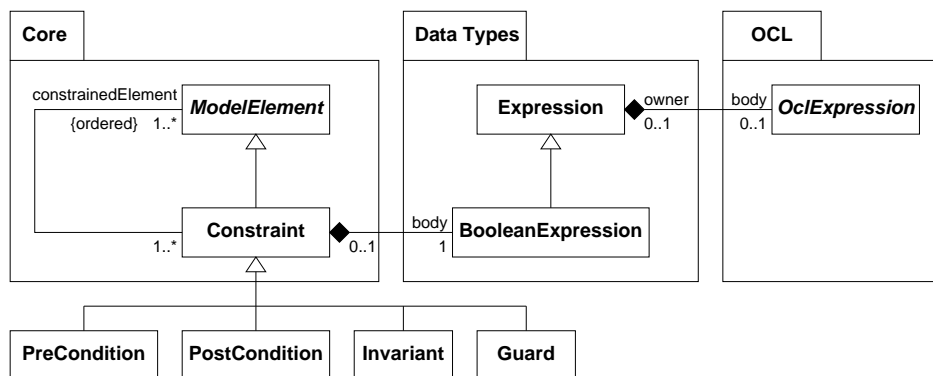 Core
Data Types
OCL
constrainedElement
ModelElement
{ordered}
1..*
Expression
owner
0..1
body
0..1
OclExpression
Constraint
1..*
0..1
body
1
BooleanExpression
PreCondition
PostCondition
Invariant
Guard